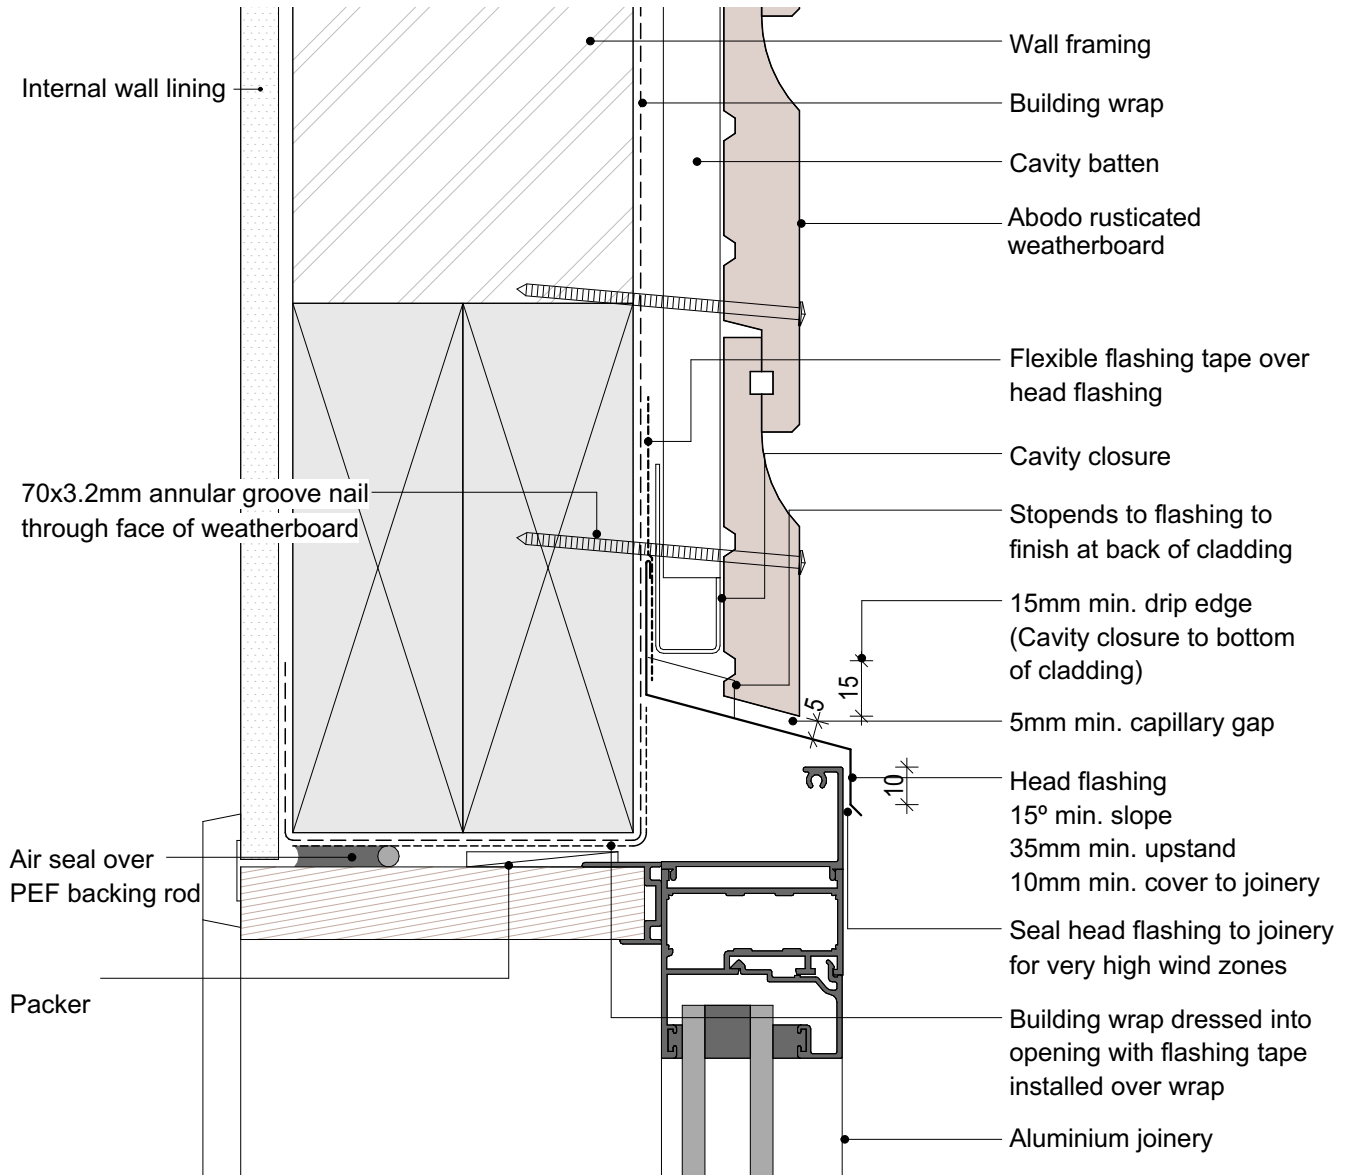 Internal wall lining
70x3.2mm annular groove nail
through face of weatherboard
Air seal over
PEF backing rod
Packer
Wall framing
Building wrap
Cavity batten
Abodo rusticated
weatherboard
Flexible flashing tape over
head flashing
Cavity closure
Stopends to flashing to
finish at back of cladding
15mm min. drip edge
(Cavity closure to bottom
of cladding)
15
5
5mm min. capillary gap
10
Head flashing
15º min. slope
35mm min. upstand
10mm min. cover to joinery
Seal head flashing to joinery
for very high wind zones
Building wrap dressed into
opening with flashing tape
installed over wrap
Aluminium joinery